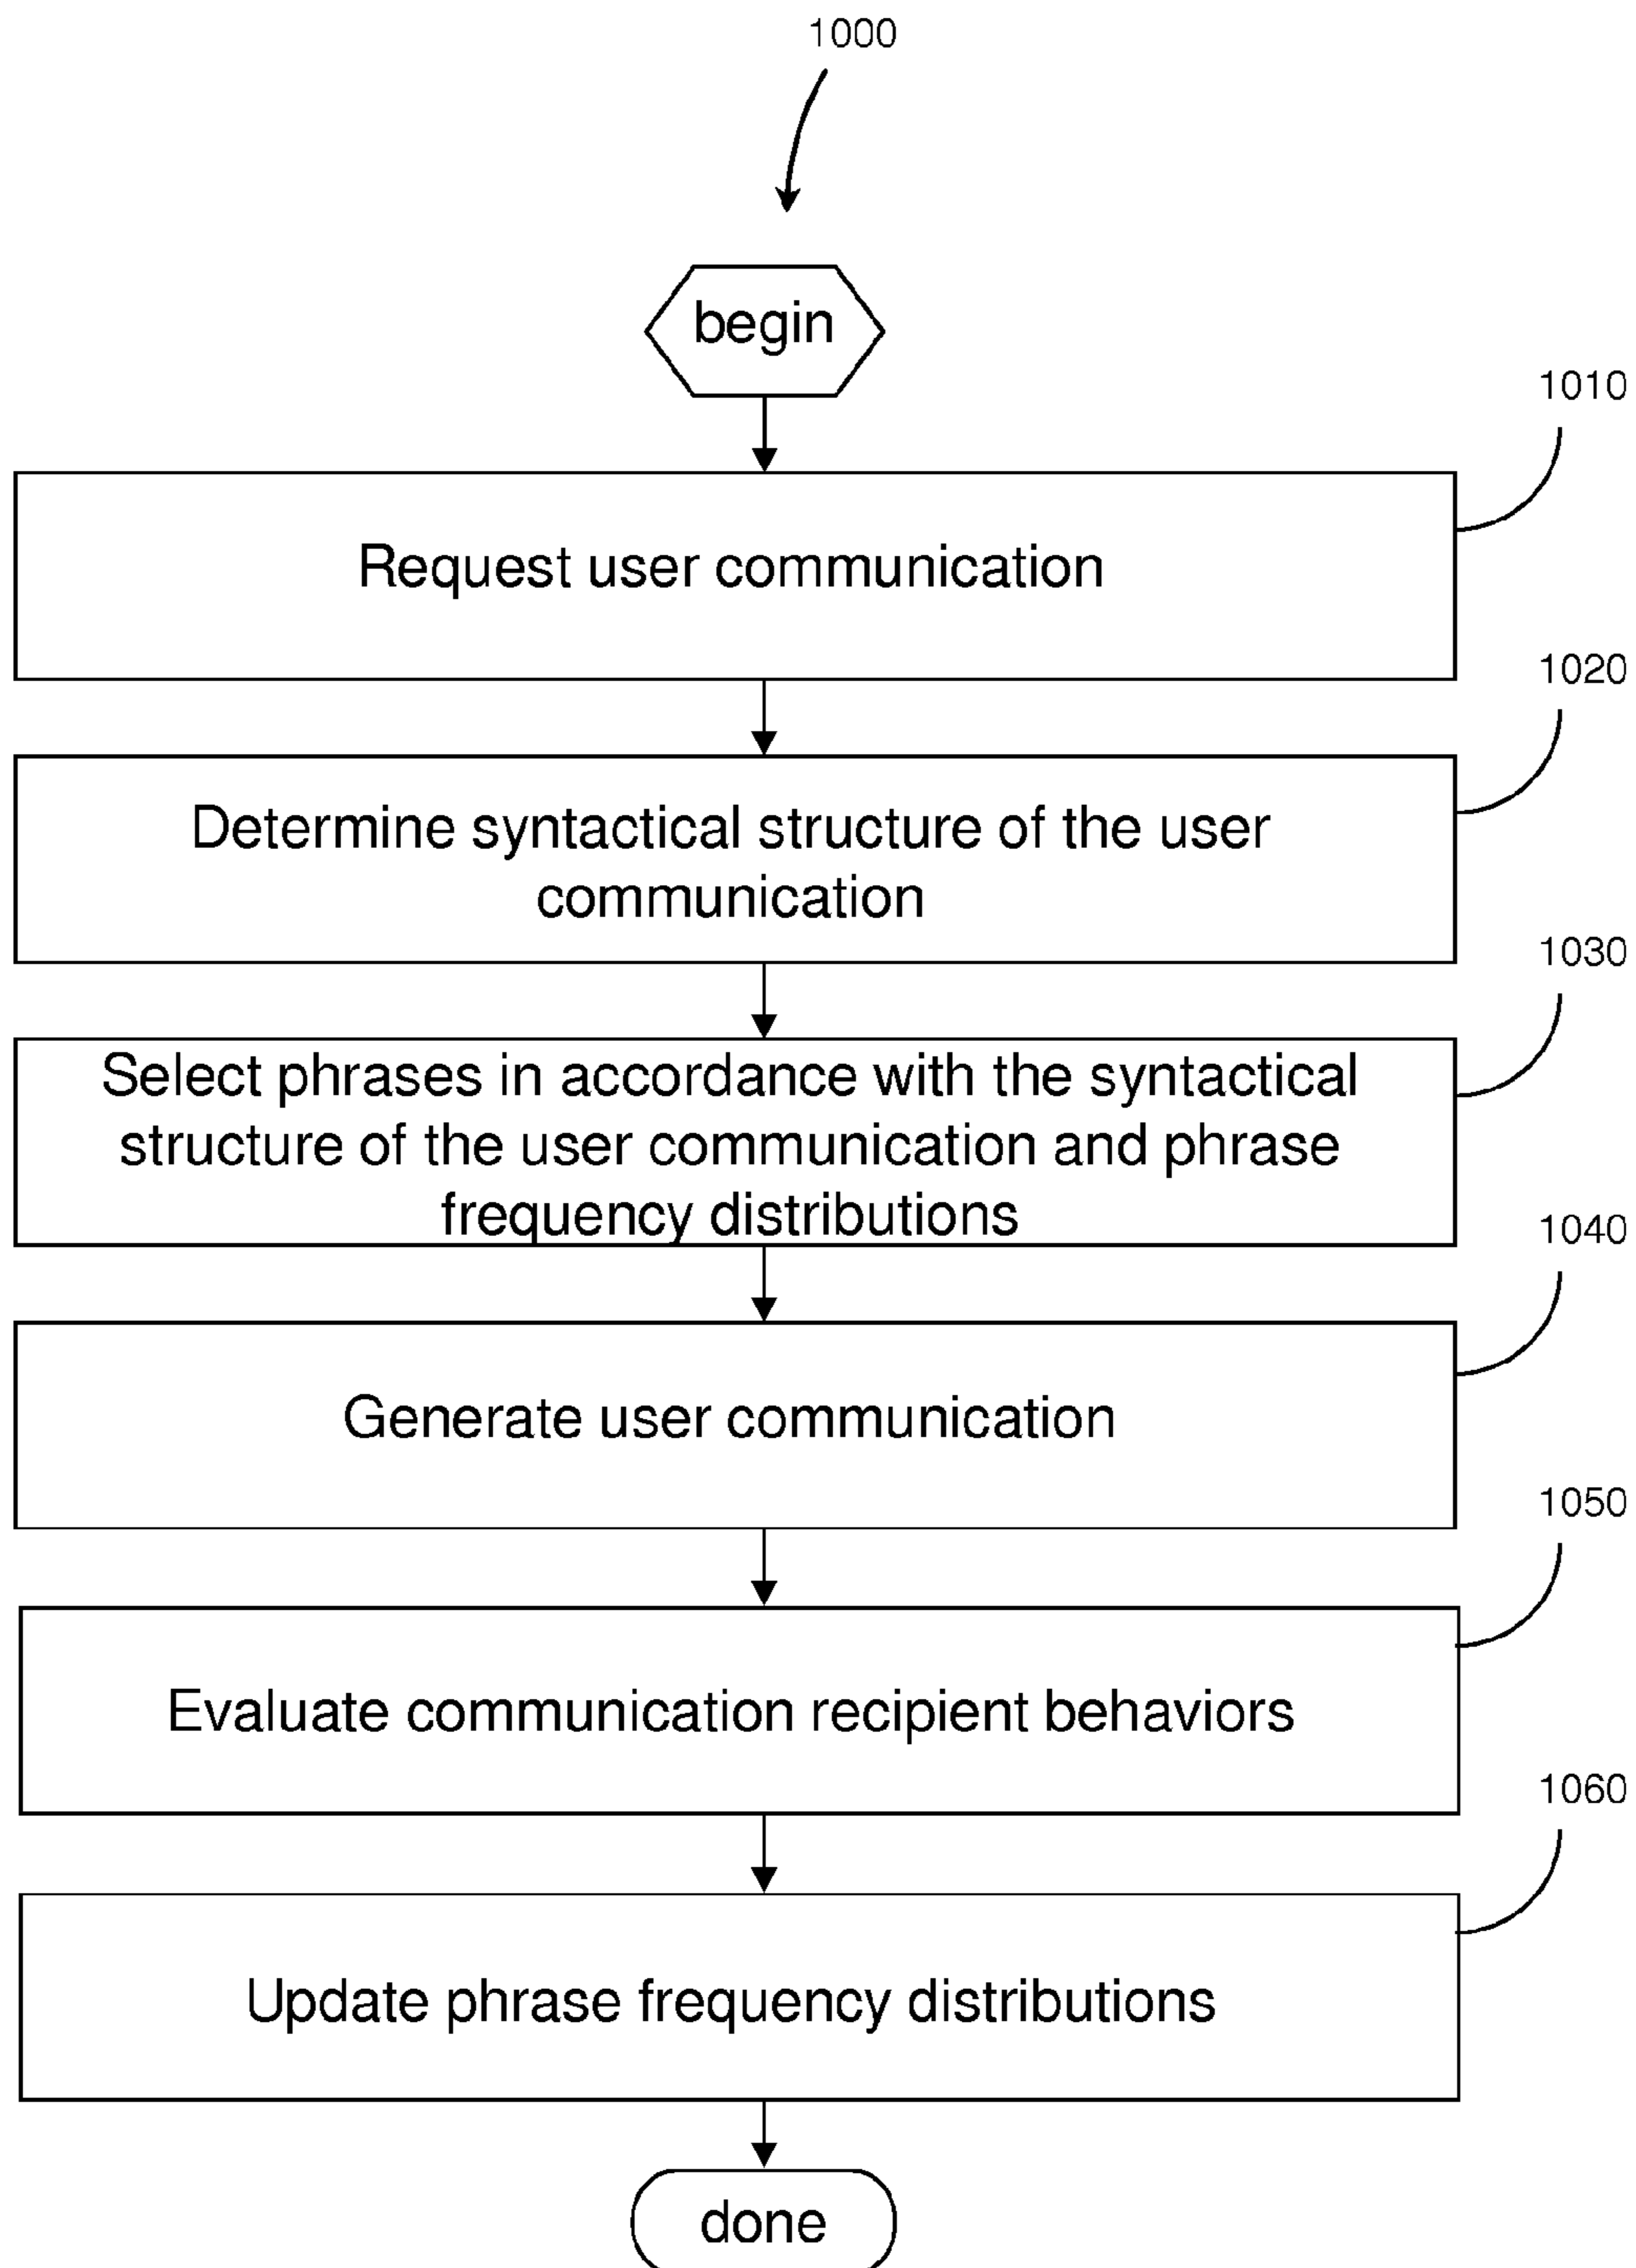 1000
begin
1010
Request user communication
1020
Determine syntactical structure of the user
communication
1030
Select phrases in accordance with the syntactical
structure of the user communication and phrase
frequency distributions
1040
Generate user communication
1050
Evaluate communication recipient behaviors
1060
Update phrase frequency distributions
done